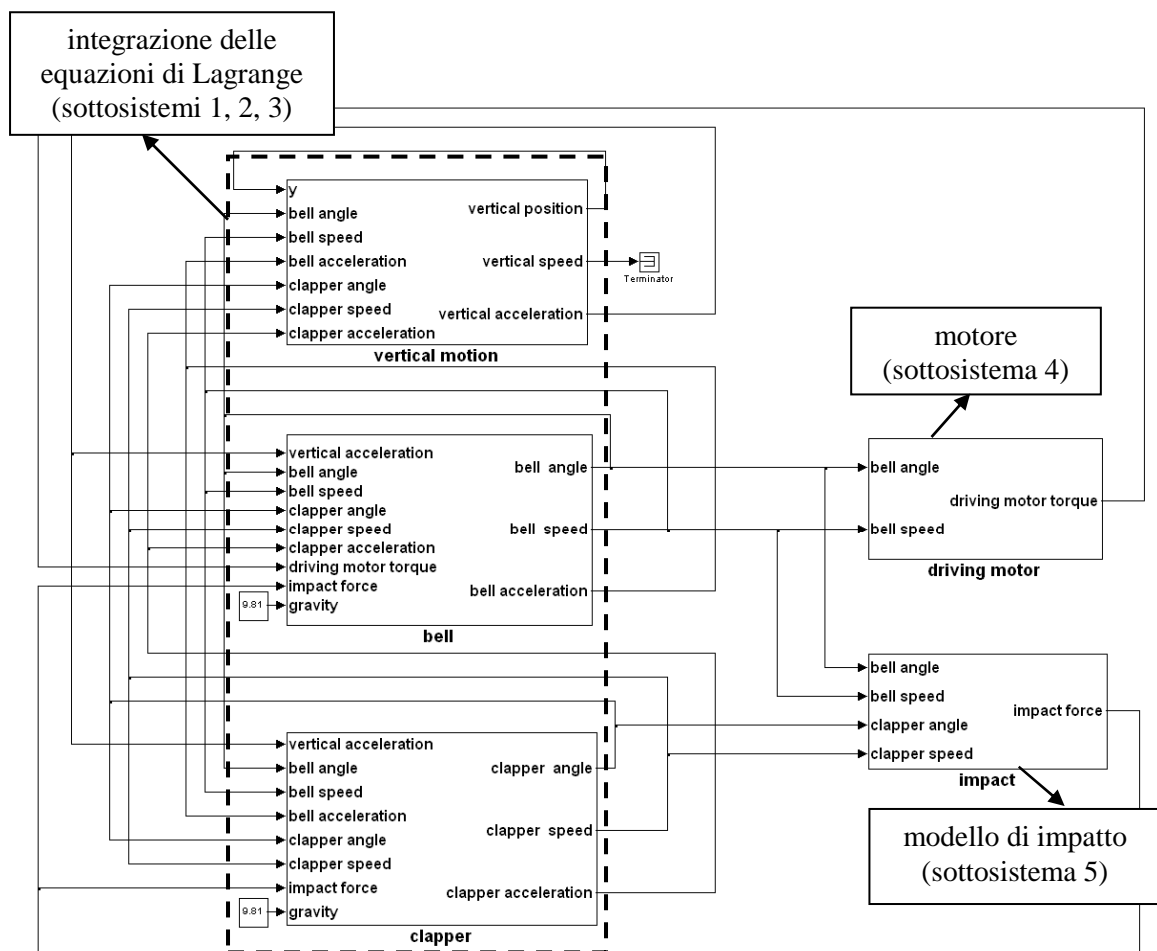 integrazione delle
equazioni di Lagrange
(sottosistemi 1, 2, 3)
y
bell angle
bell speed
bell acceleration
clapper angle
clapper speed
clapper acceleration
vertical position
vertical speed
vertical acceleration
vertical motion
Terminator
motore
(sottosistema 4)
vertical acceleration
bell angle
bell speed
clapper angle
clapper speed
clapper acceleration
driving motor torque
impact force
gravity
9.81
bell angle
bell speed
bell acceleration
bell
bell angle
bell speed
driving motor torque
driving motor
bell angle
bell speed
clapper angle
clapper speed
impact force
impact
vertical acceleration
bell angle
bell speed
bell acceleration
clapper angle
clapper speed
impact force
gravity
9.81
clapper angle
clapper speed
clapper acceleration
clapper
modello di impatto
(sottosistema 5)